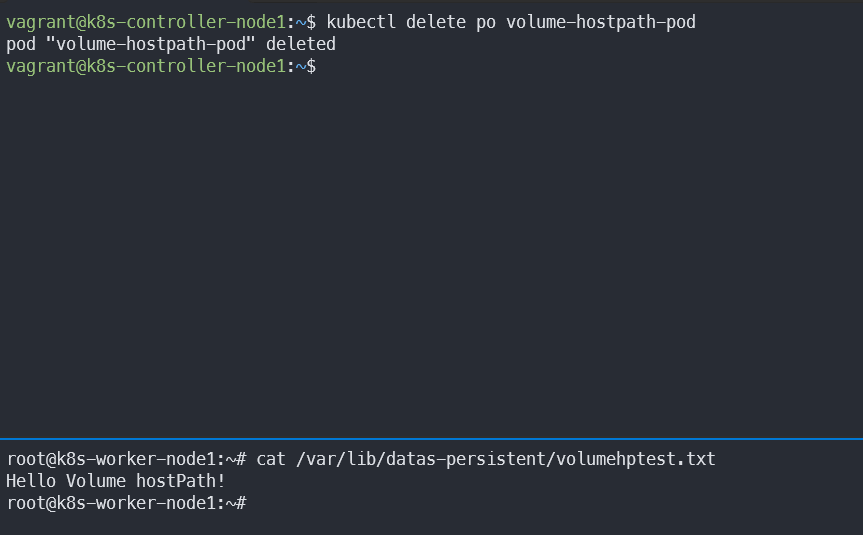 vagrant@k8s-controller-node1:~$ kubectl delete po volume-hostpath-pod
pod "volume-hostpath-pod" deleted
vagrant@k8s-controller-node1:~$
root@k8s-worker-node1:~# cat /var/lib/datas-persistent/volumehptest.txt
Hello Volume hostPath!
root@k8s-worker-node1:~#